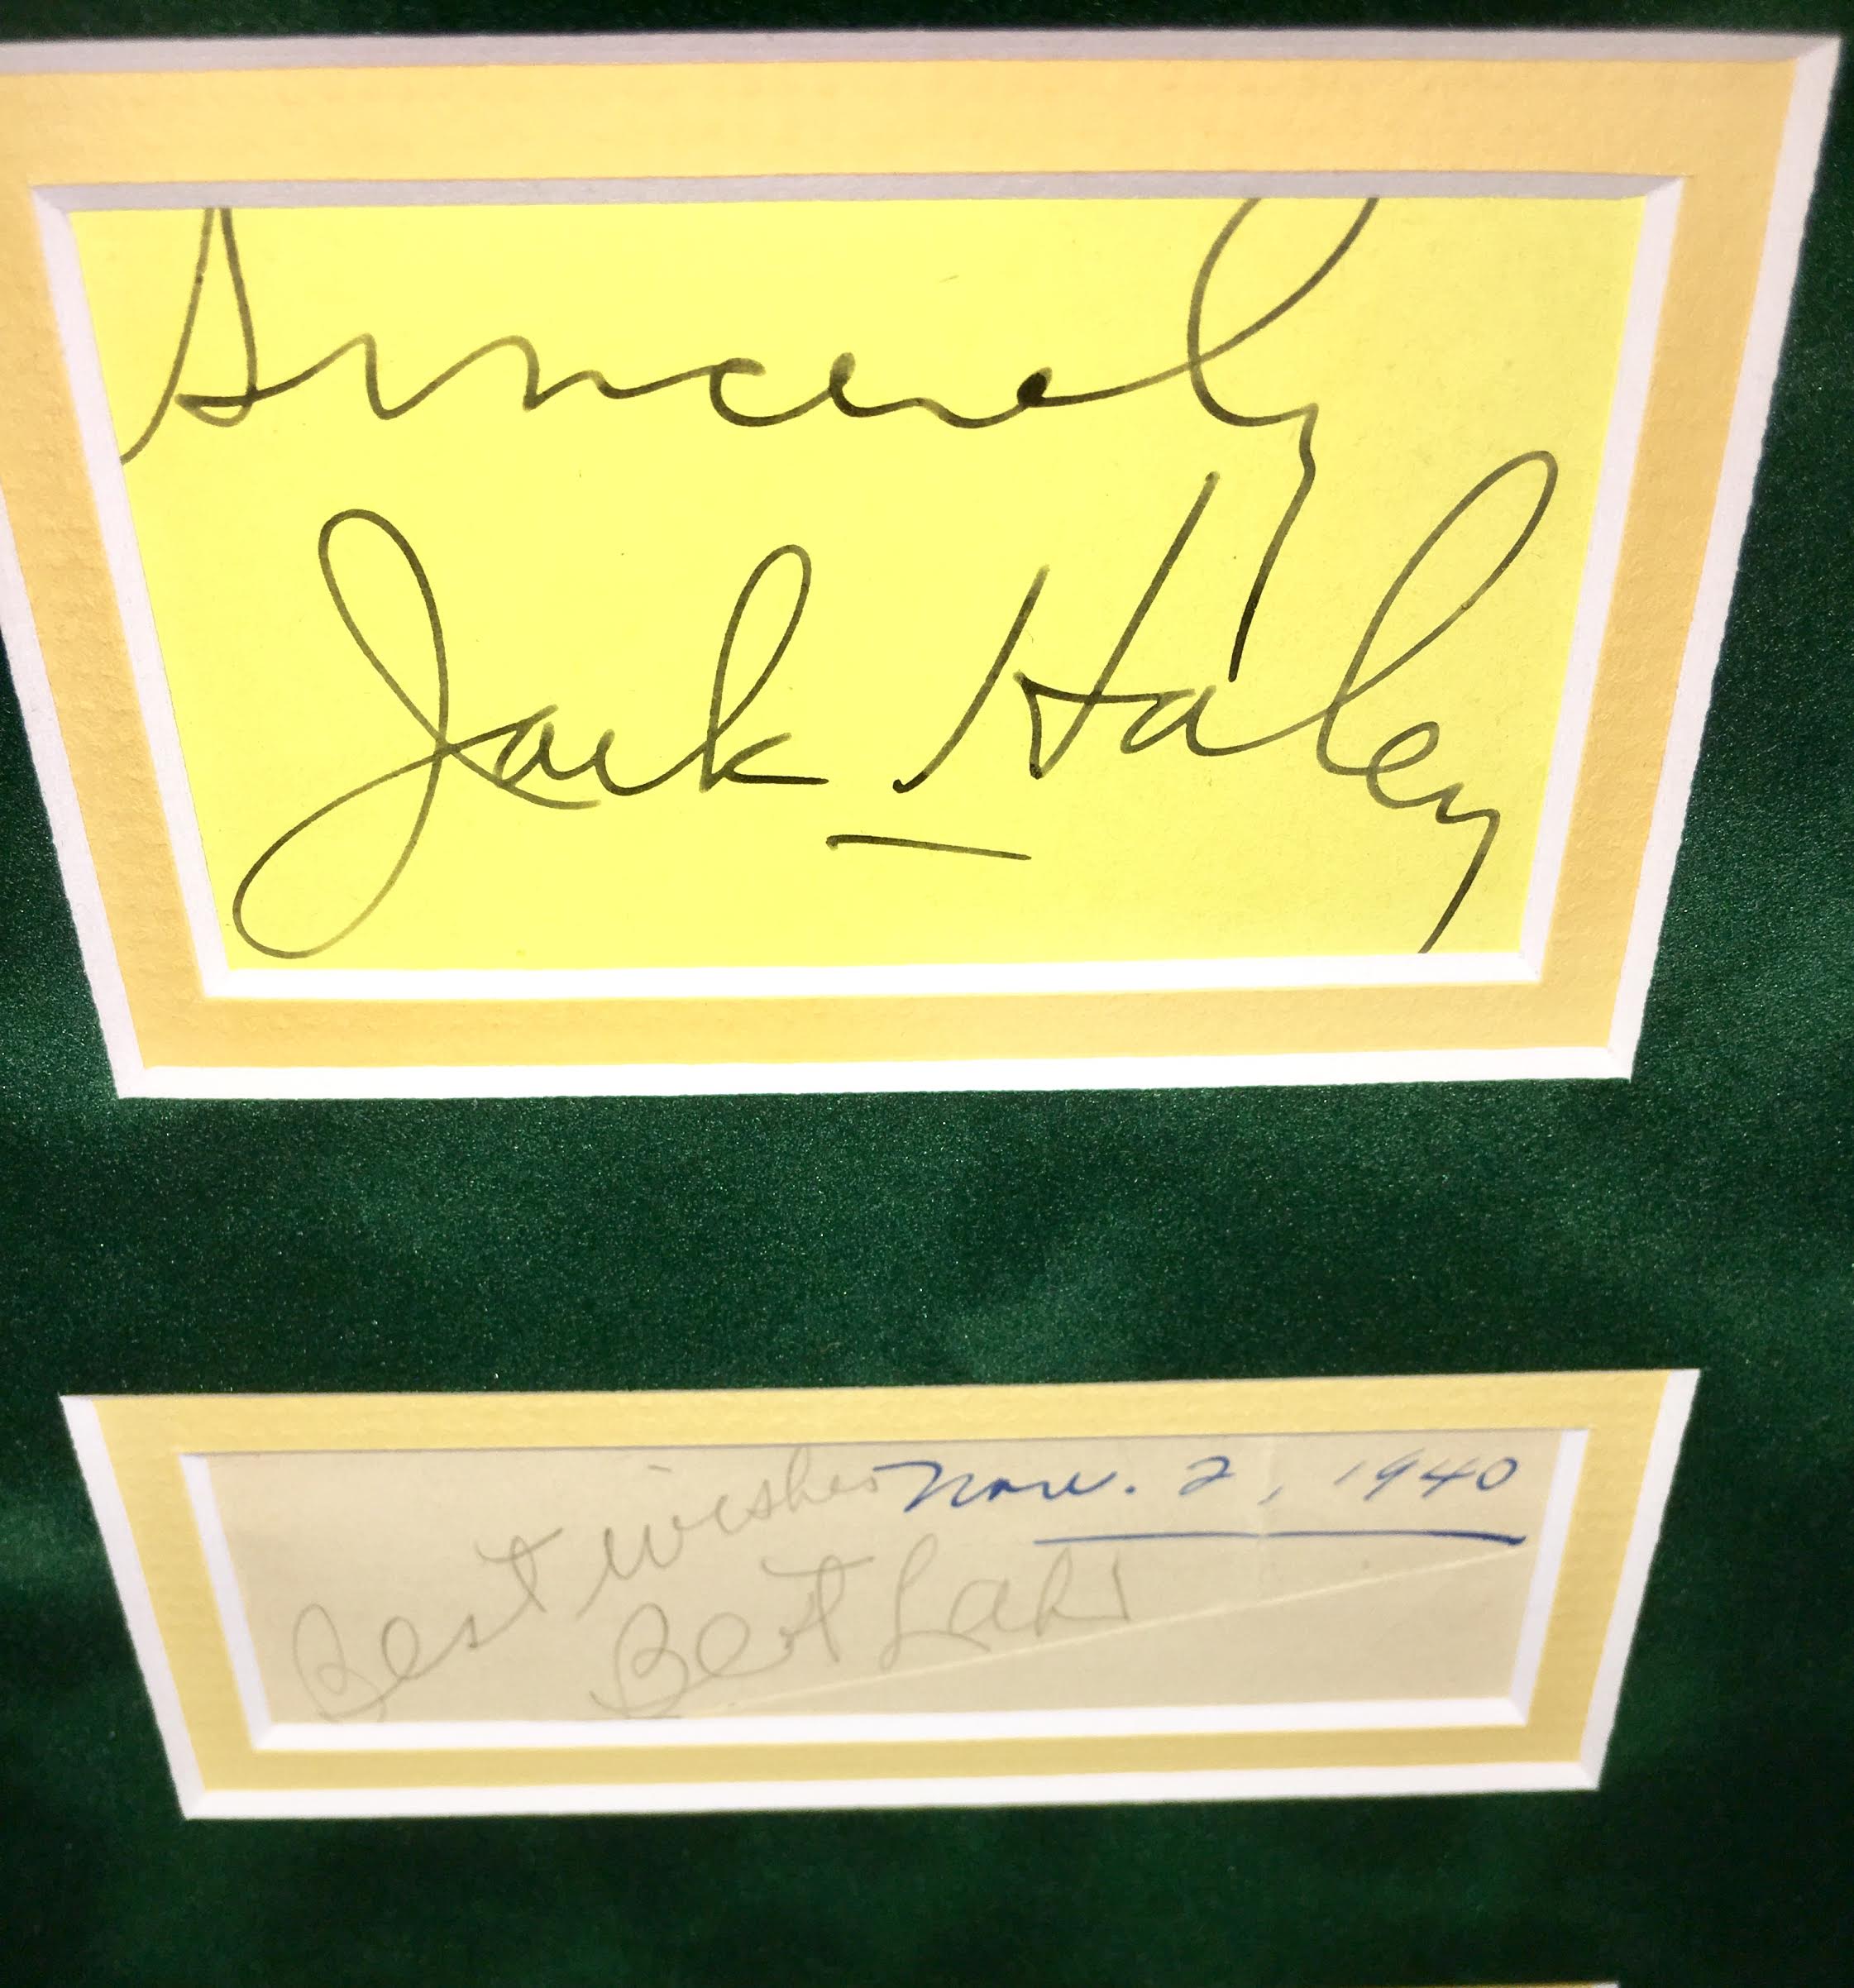 Sincerely
Jack Haley
Best wishes Nov. 2, 1940
Bert Lahr